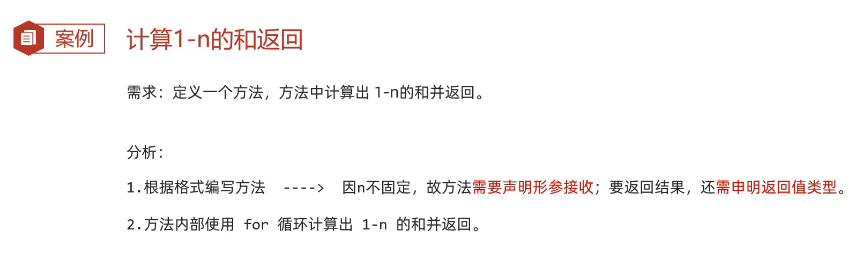 案例 计算1-n的和返回
需求：定义一个方法，方法中计算出 1-n的和并返回。
分析：
1.根据格式编写方法 ----> 因n不固定，故方法需要声明形参接收；要返回结果，还需申明返回值类型。
2.方法内部使用 for 循环计算出 1-n 的和并返回。